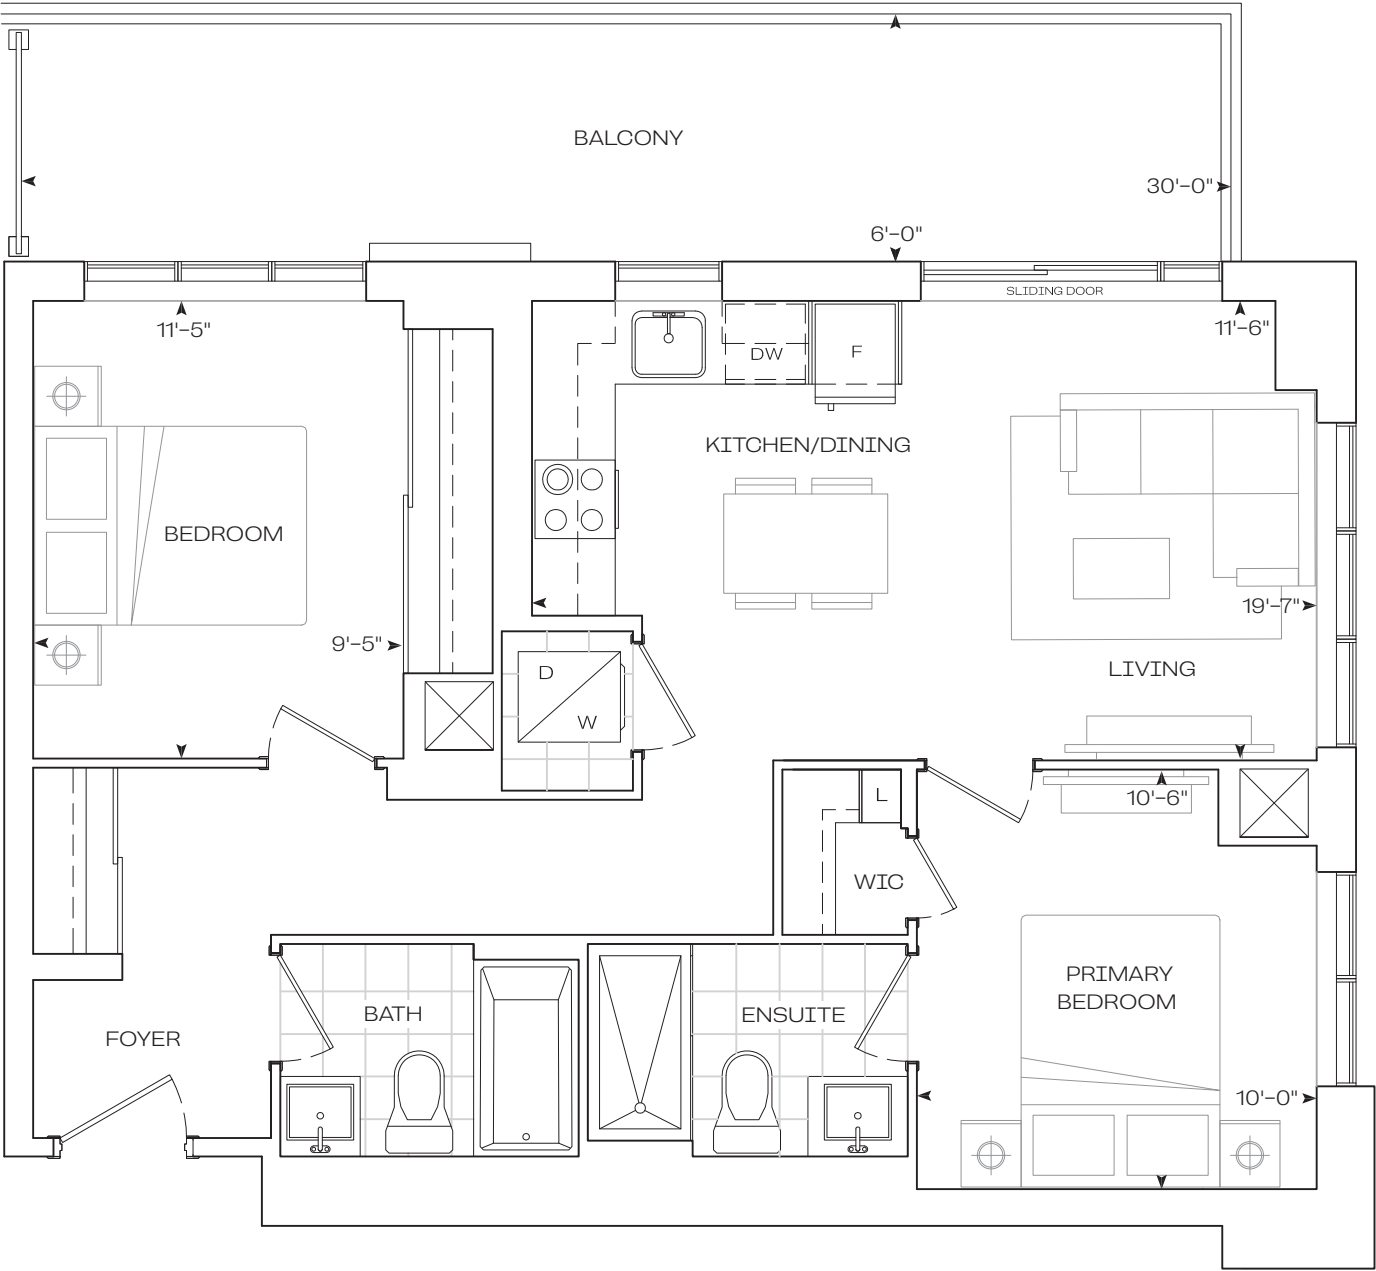 BALCONY
30'-0"
6'-0"
SLIDING DOOR
11'-5"
11'-6"
DW
F
KITCHEN/DINING
BEDROOM
19'-7"
9'-5"
LIVING
D
W
L
10'-6"
WIC
PRIMARY
BEDROOM
BATH
ENSUITE
FOYER
10'-0"